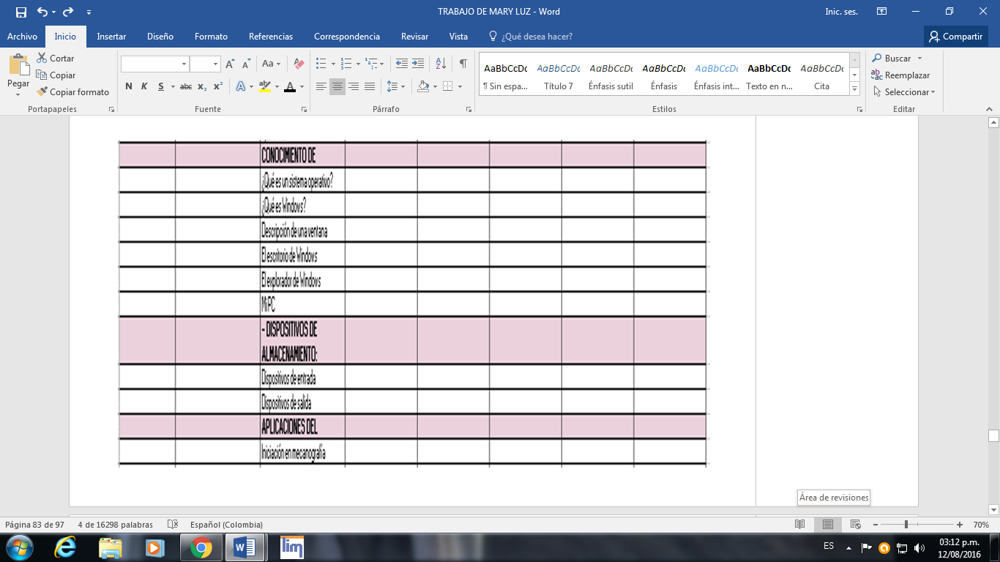 TRABAJO DE MARY LUZ - Word
Inic. ses.
Archivo Inicio Insertar Diseño Formato Referencias Correspondencia Revisar Vista ¿Qué desea hacer? Compartir
Pegar
Cortar
Copiar
Copiar formato
Portapapeles
Aa
N K S abc x₂ x² A ab A
Fuente
Párrafo
AaBbCcDc AaBbCcDc AaBbCcDc AaBbCcDc AaBbCcDc AaBbCcDc AaBbCcDc
¶ Sin espa... Título 7 Énfasis sutil Énfasis Énfasis int... Texto en n... Cita
Estilos
Buscar
Reemplazar
Seleccionar
Editar
CONOCIMIENTO DE
¿Qué es un sistema operativo?
¿Qué es Windows?
Descripción de una ventana
El escritorio de Windows
El explorador de Windows
Mi PC
- DISPOSITIVOS DE
ALMACENAMIENTO:
Dispositivos de entrada
Dispositivos de salida
APLICACIONES DEL
Iniciación en mecanografía
Área de revisiones
Página 83 de 97 4 de 16298 palabras Español (Colombia) 70%
lim
ES
03:12 p.m.
12/08/2016